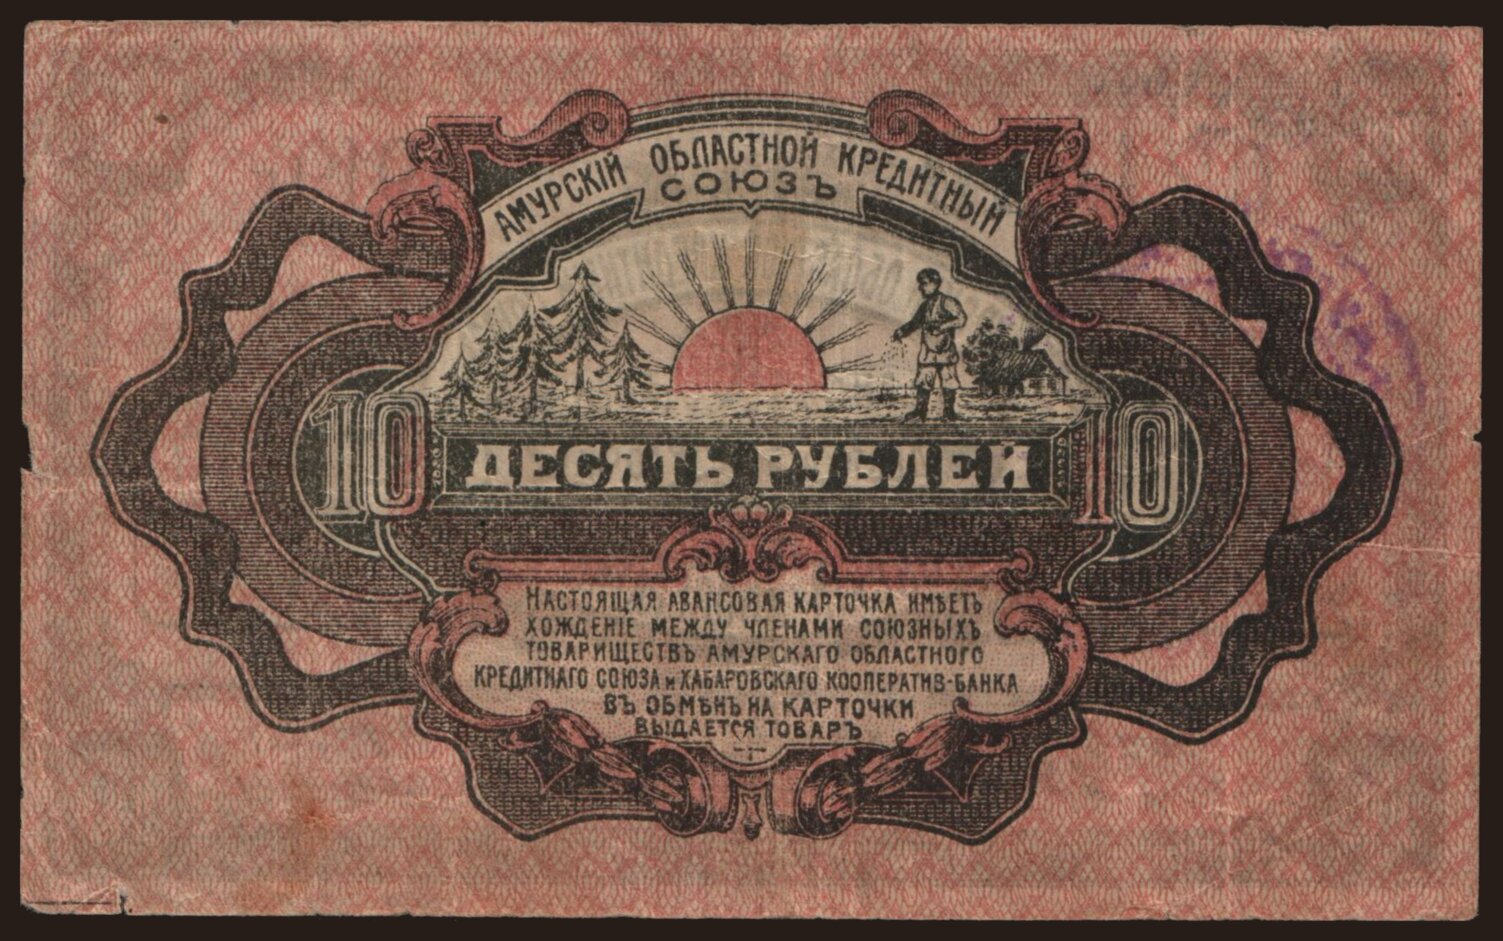 АМУРСКІЙ ОБЛАСТНОЙ КРЕДИТНЫЙ
СОЮЗЪ
10 ДЕСЯТЬ РУБЛЕЙ 10
НАСТОЯЩАЯ АВАНСОВАЯ КАРТОЧКА ИМѢЕТЪ
ХОЖДЕНІЕ МЕЖДУ ЧЛЕНАМИ СОЮЗНЫХЪ
ТОВАРИЩЕСТВЪ АМУРСКАГО ОБЛАСТНОГО
КРЕДИТНАГО СОЮЗА и ХАБАРОВСКАГО КООПЕРАТИВ-БАНКА
ВЪ ОБМѢНЪ НА КАРТОЧКИ
ВЫДАЕТСЯ ТОВАРЪ